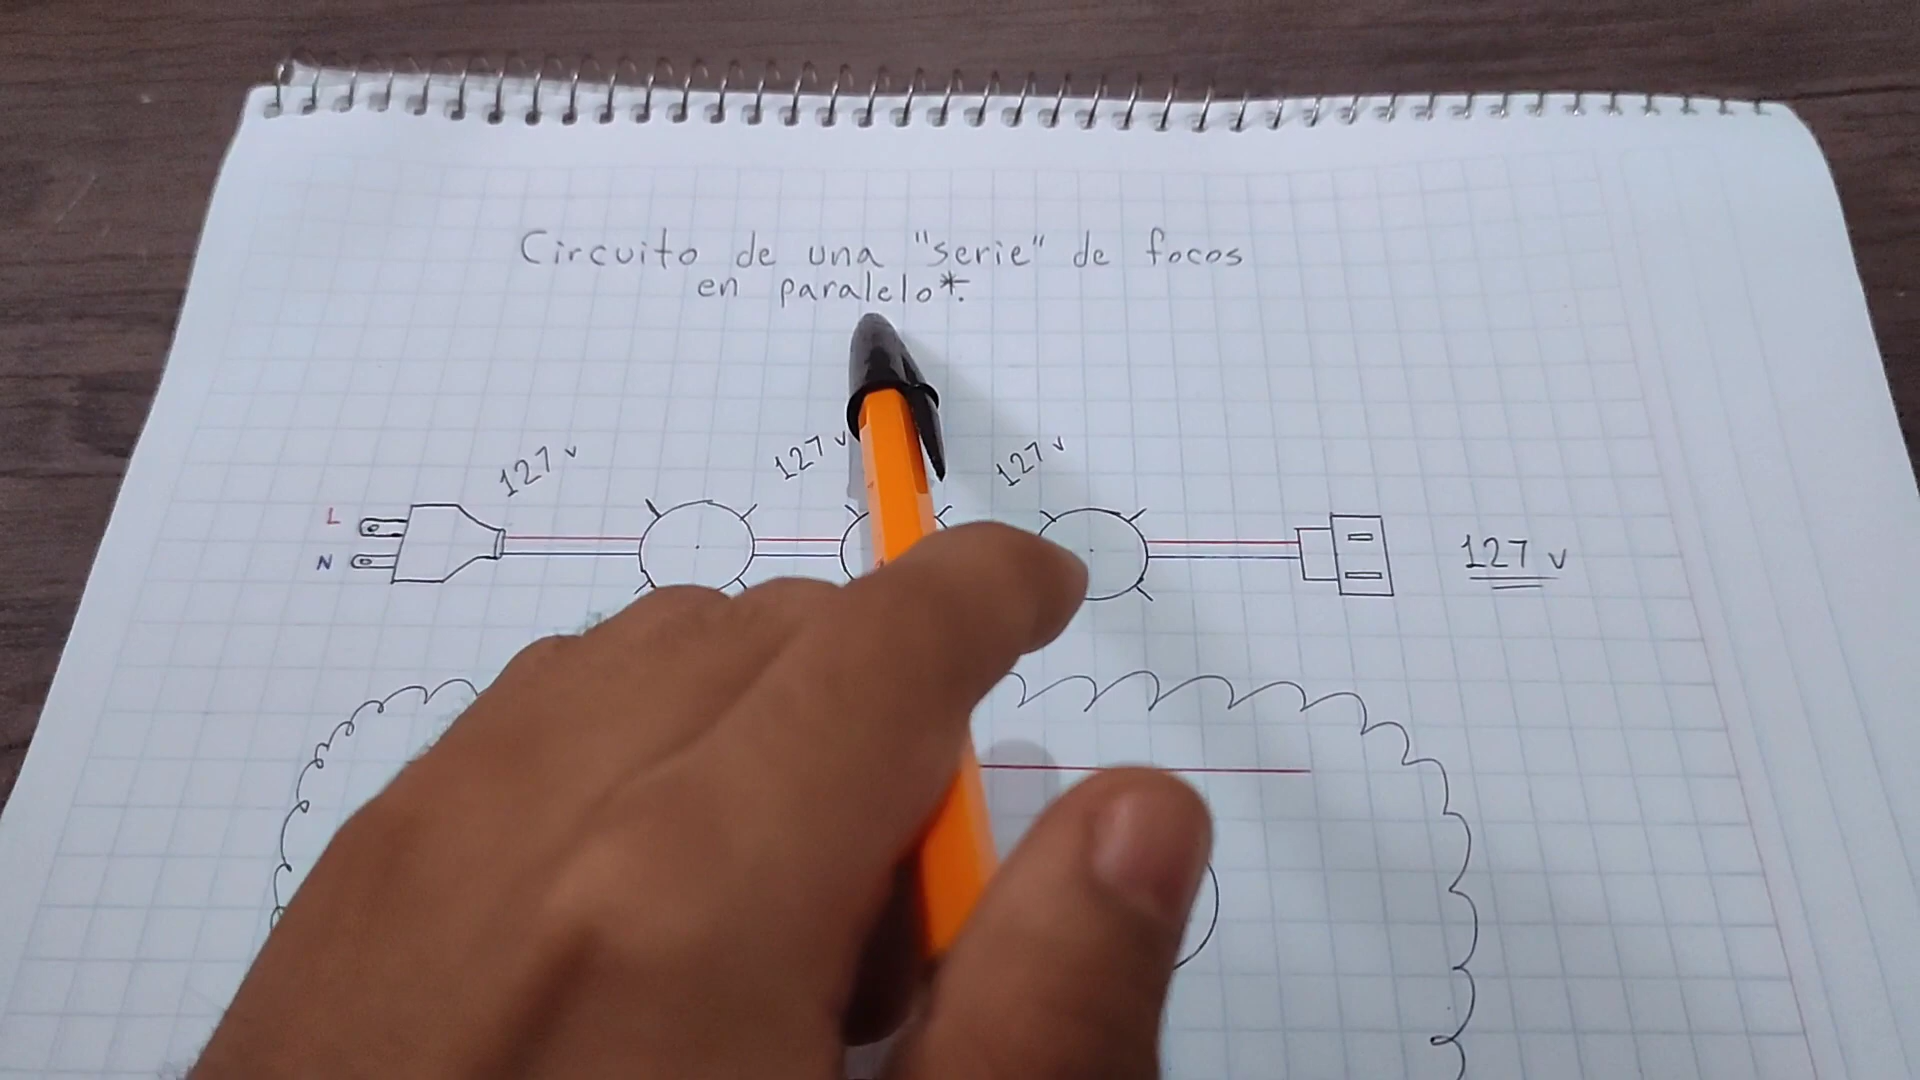 Circuito de una "serie" de focos
en paralelo*.
127 v
127 v
127 v
L
N
127 v